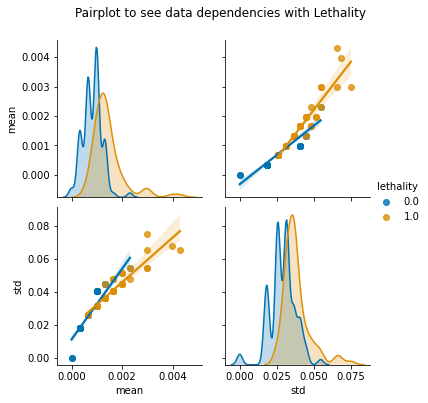 Pairplot to see data dependencies with Lethality
0.004
0.003
0.002
0.001
0.000
mean
lethality
0.0
1.0
0.08
0.06
0.04
0.02
0.00
std
0.000 0.002 0.004
mean
0.000 0.025 0.050 0.075
std